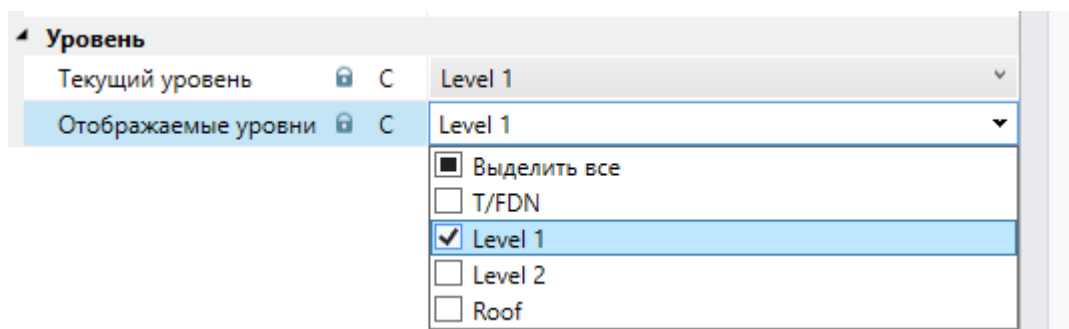 Уровень
Текущий уровень C Level 1
Отображаемые уровни C Level 1
Выделить все
T/FDN
Level 1
Level 2
Roof